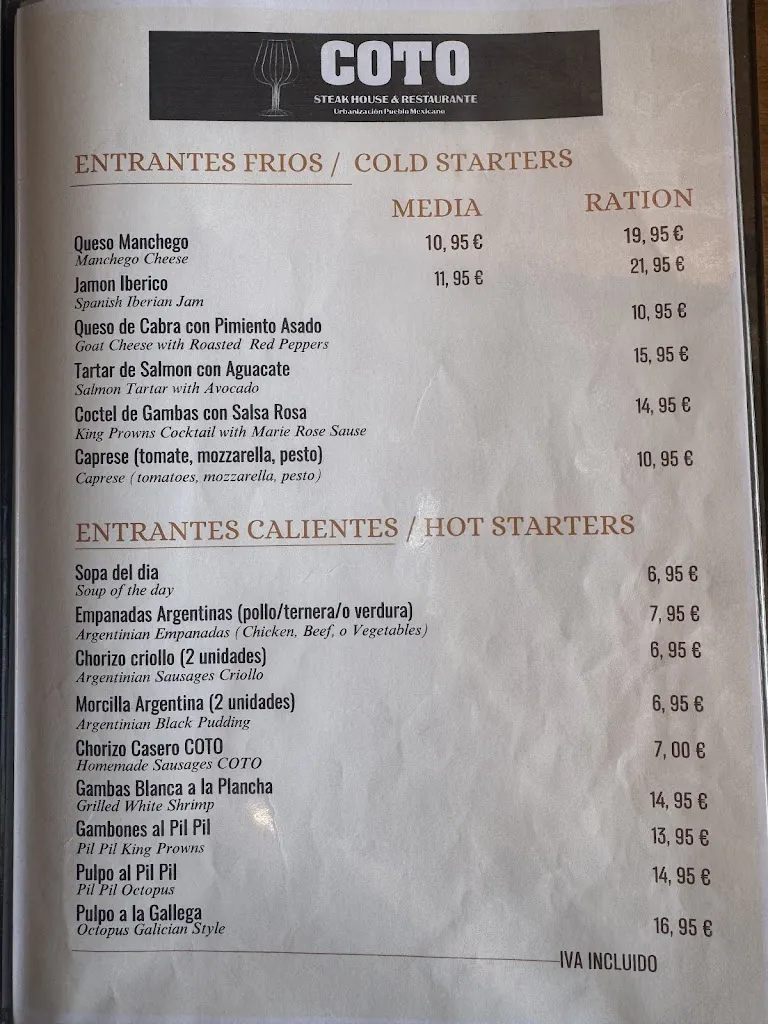 COTO
STEAK HOUSE & RESTAURANTE
Urbanización Pueblo Mexicano
ENTRANTES FRIOS / COLD STARTERS
MEDIA RATION
Queso Manchego 10,95 € 19,95 €
Manchego Cheese
Jamon Iberico 11,95 € 21,95 €
Spanish Iberian Jam
Queso de Cabra con Pimiento Asado 10,95 €
Goat Cheese with Roasted Red Peppers
Tartar de Salmon con Aguacate 15,95 €
Salmon Tartar with Avocado
Coctel de Gambas con Salsa Rosa 14,95 €
King Prowns Cocktail with Marie Rose Sause
Caprese (tomate, mozzarella, pesto) 10,95 €
Caprese (tomatoes, mozzarella, pesto)
ENTRANTES CALIENTES / HOT STARTERS
Sopa del dia 6,95 €
Soup of the day
Empanadas Argentinas (pollo/ternera/o verdura) 7,95 €
Argentinian Empanadas (Chicken, Beef, o Vegetables)
Chorizo criollo (2 unidades) 6,95 €
Argentinian Sausages Criollo
Morcilla Argentina (2 unidades) 6,95 €
Argentinian Black Pudding
Chorizo Casero COTO 7,00 €
Homemade Sausages COTO
Gambas Blanca a la Plancha 14,95 €
Grilled White Shrimp
Gambones al Pil Pil 13,95 €
Pil Pil King Prowns
Pulpo al Pil Pil 14,95 €
Pil Pil Octopus
Pulpo a la Gallega 16,95 €
Octopus Galician Style
IVA INCLUIDO